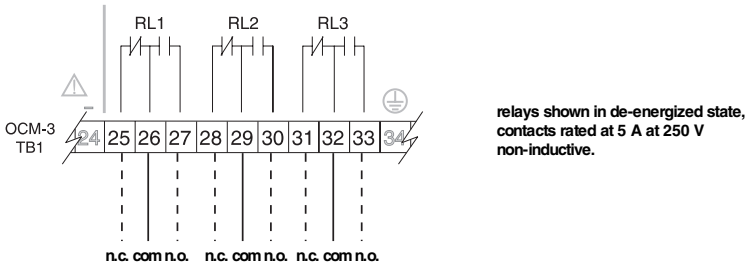 RL1 RL2 RL3
relays shown in de-energized state,
contacts rated at 5 A at 250 V
non-inductive.
OCM-3
TB1
24 25 26 27 28 29 30 31 32 33 34
n.c. com n.o. n.c. com n.o. n.c. com n.o.